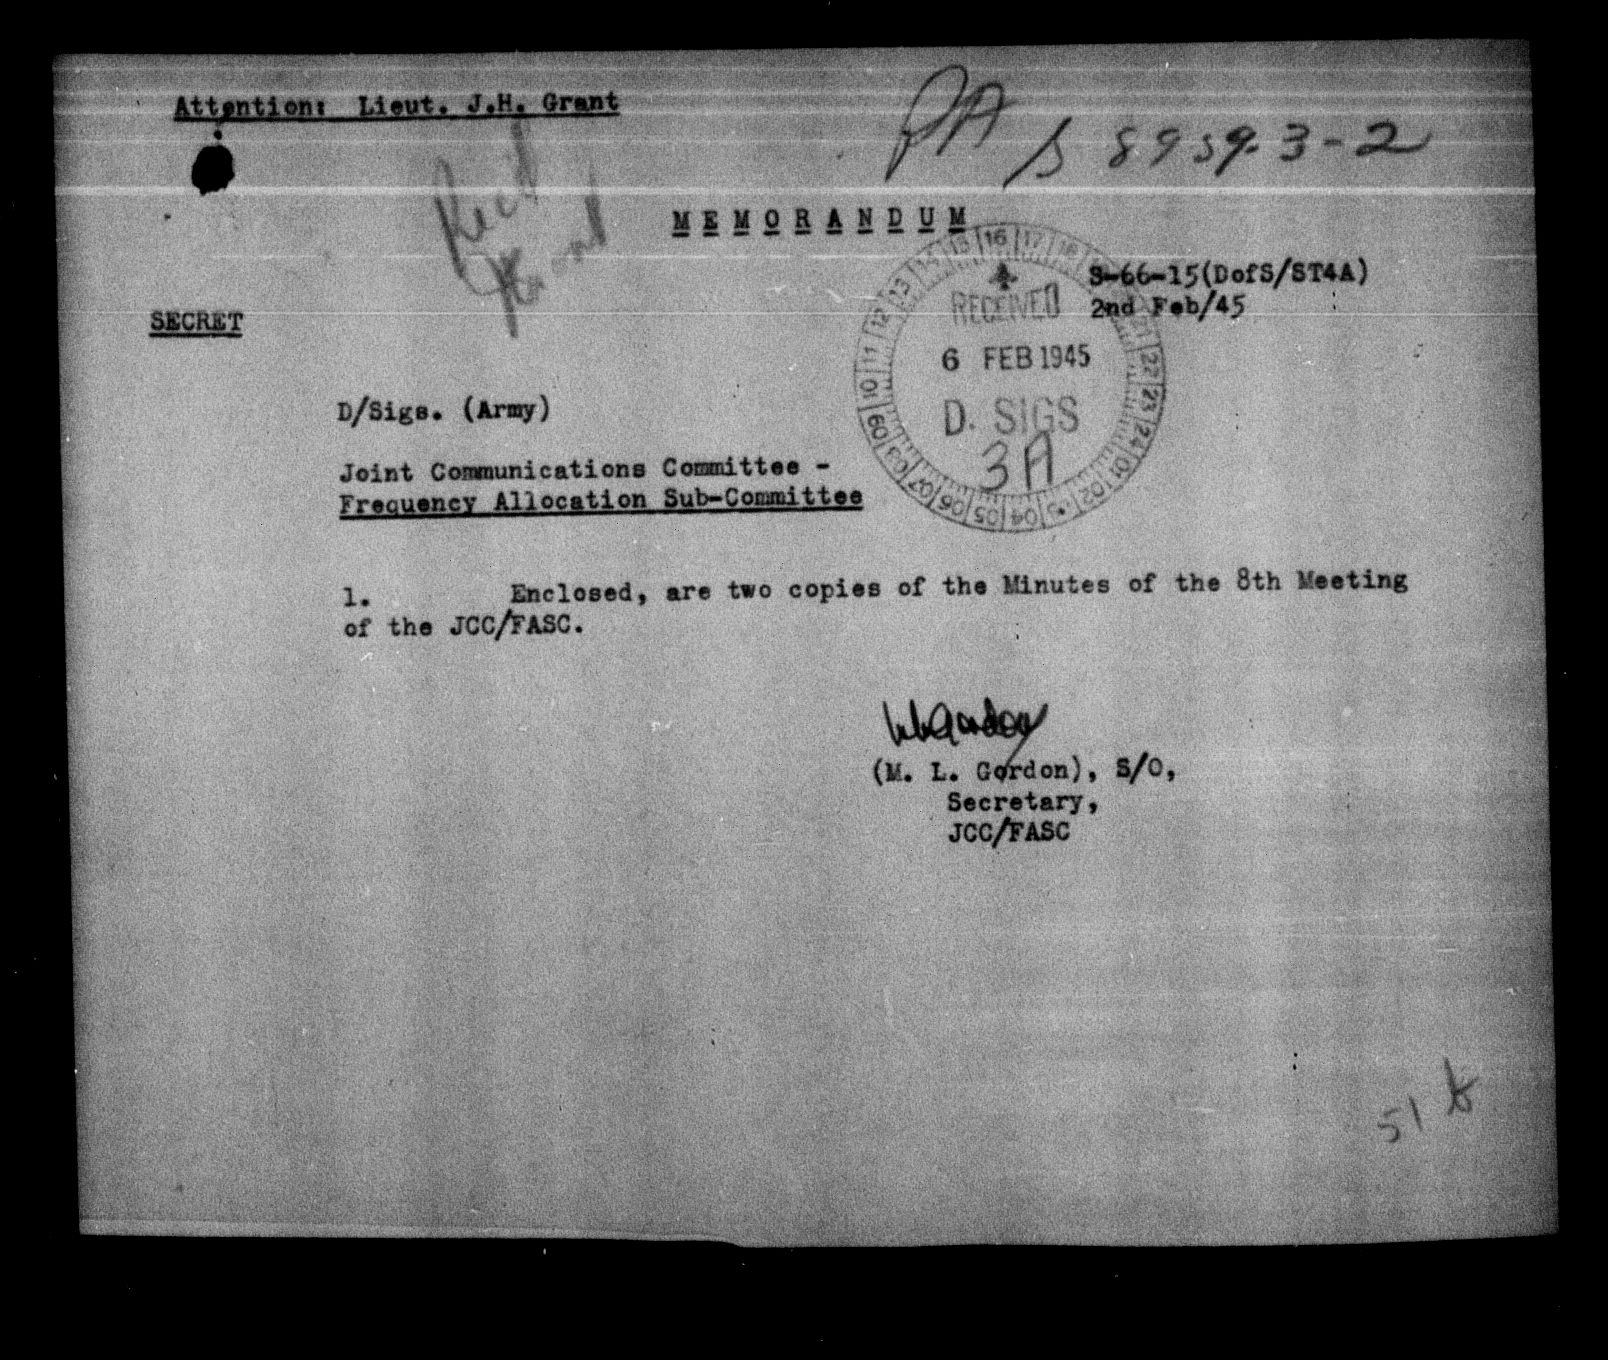 Attention: Lieut. J.H. Grant
PA S 8959-3-2
Rec'd
MEMORANDUM
S-66-15(DofS/ST4A)
2nd Feb/45
SECRET
RECEIVED
6 FEB 1945
D. SIGS
3A
D/Sigs. (Army)
Joint Communications Committee -
Frequency Allocation Sub-Committee
1. Enclosed, are two copies of the Minutes of the 8th Meeting
of the JCC/FASC.
(M. L. Gordon), S/O,
Secretary,
JCC/FASC
51